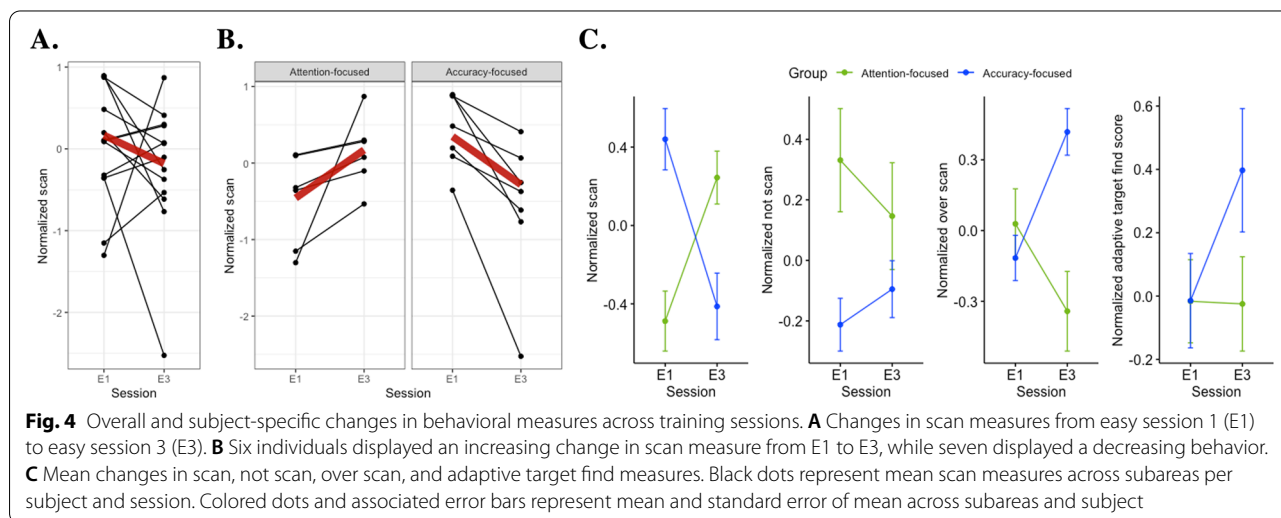 A.
B.
C.
Group Attention-focused Accuracy-focused
Normalized scan
1
0
-1
-2
E1 E3
Session
Normalized scan
1
0
-1
-2
Attention-focused Accuracy-focused
E1 E3 E1 E3
Session
Normalized scan
0.4
0.0
-0.4
E1 E3
Session
Normalized not scan
0.4
0.2
0.0
-0.2
E1 E3
Session
Normalized over scan
0.3
0.0
-0.3
E1 E3
Session
Normalized adaptive target find score
0.6
0.4
0.2
0.0
-0.2
E1 E3
Session
Fig. 4 Overall and subject-specific changes in behavioral measures across training sessions. A Changes in scan measures from easy session 1 (E1)
to easy session 3 (E3). B Six individuals displayed an increasing change in scan measure from E1 to E3, while seven displayed a decreasing behavior.
C Mean changes in scan, not scan, over scan, and adaptive target find measures. Black dots represent mean scan measures across subareas per
subject and session. Colored dots and associated error bars represent mean and standard error of mean across subareas and subject